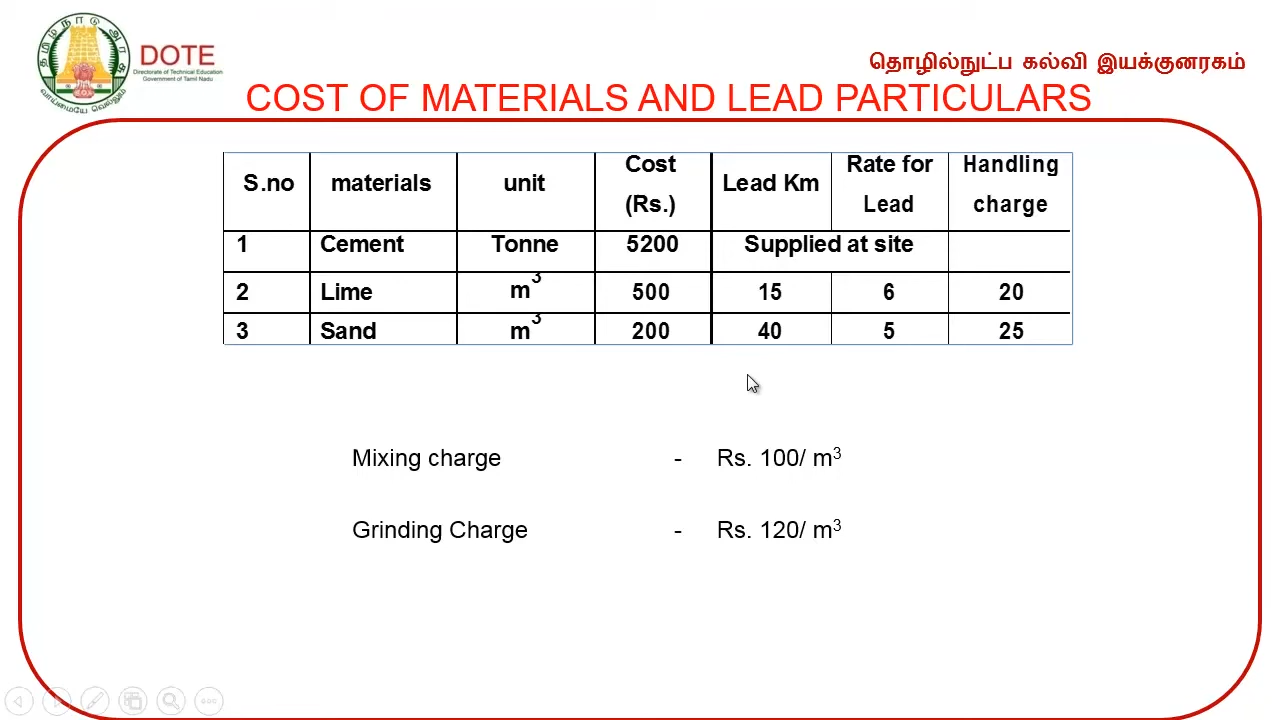 DOTE
Directorate of Technical Education
Government of Tamil Nadu
தொழில்நுட்ப கல்வி இயக்குனரகம்
COST OF MATERIALS AND LEAD PARTICULARS
S.no materials unit Cost (Rs.) Lead Km Rate for Lead Handling charge
1 Cement Tonne 5200 Supplied at site
2 Lime m³ 500 15 6 20
3 Sand m³ 200 40 5 25
Mixing charge - Rs. 100/ m³
Grinding Charge - Rs. 120/ m³